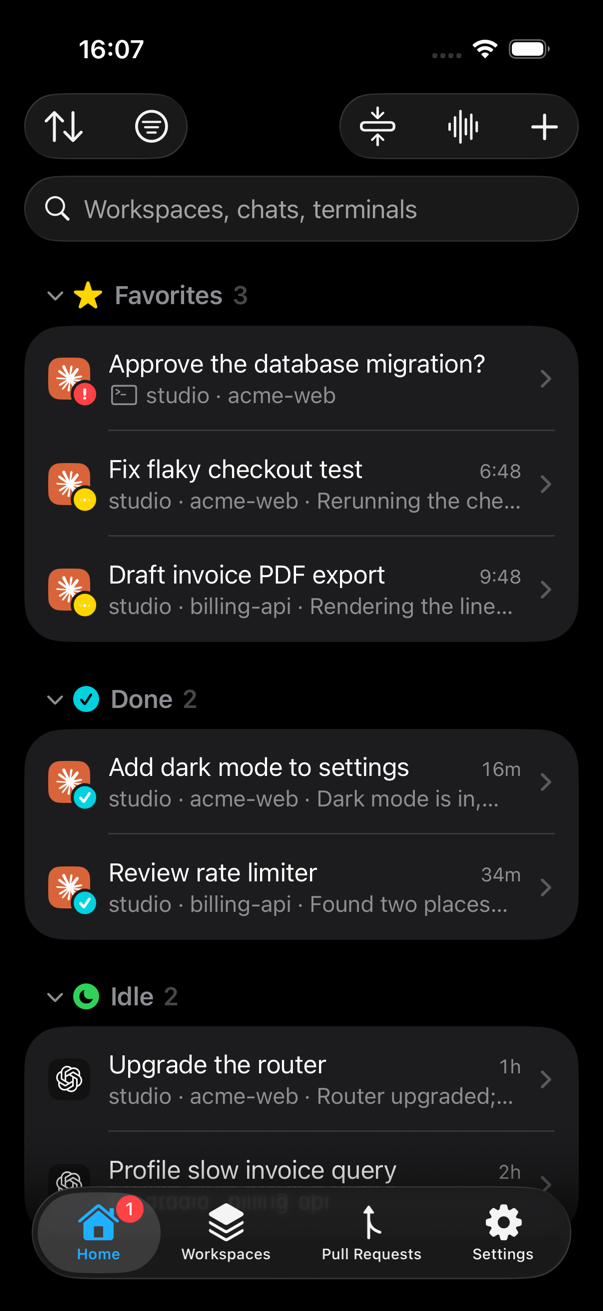 16:07
Workspaces, chats, terminals
Favorites 3
Approve the database migration?
studio · acme-web
Fix flaky checkout test 6:48
studio · acme-web · Rerunning the che...
Draft invoice PDF export 9:48
studio · billing-api · Rendering the line...
Done 2
Add dark mode to settings 16m
studio · acme-web · Dark mode is in,...
Review rate limiter 34m
studio · billing-api · Found two places...
Idle 2
Upgrade the router 1h
studio · acme-web · Router upgraded;...
Profile slow invoice query 2h
1
Home Workspaces Pull Requests Settings